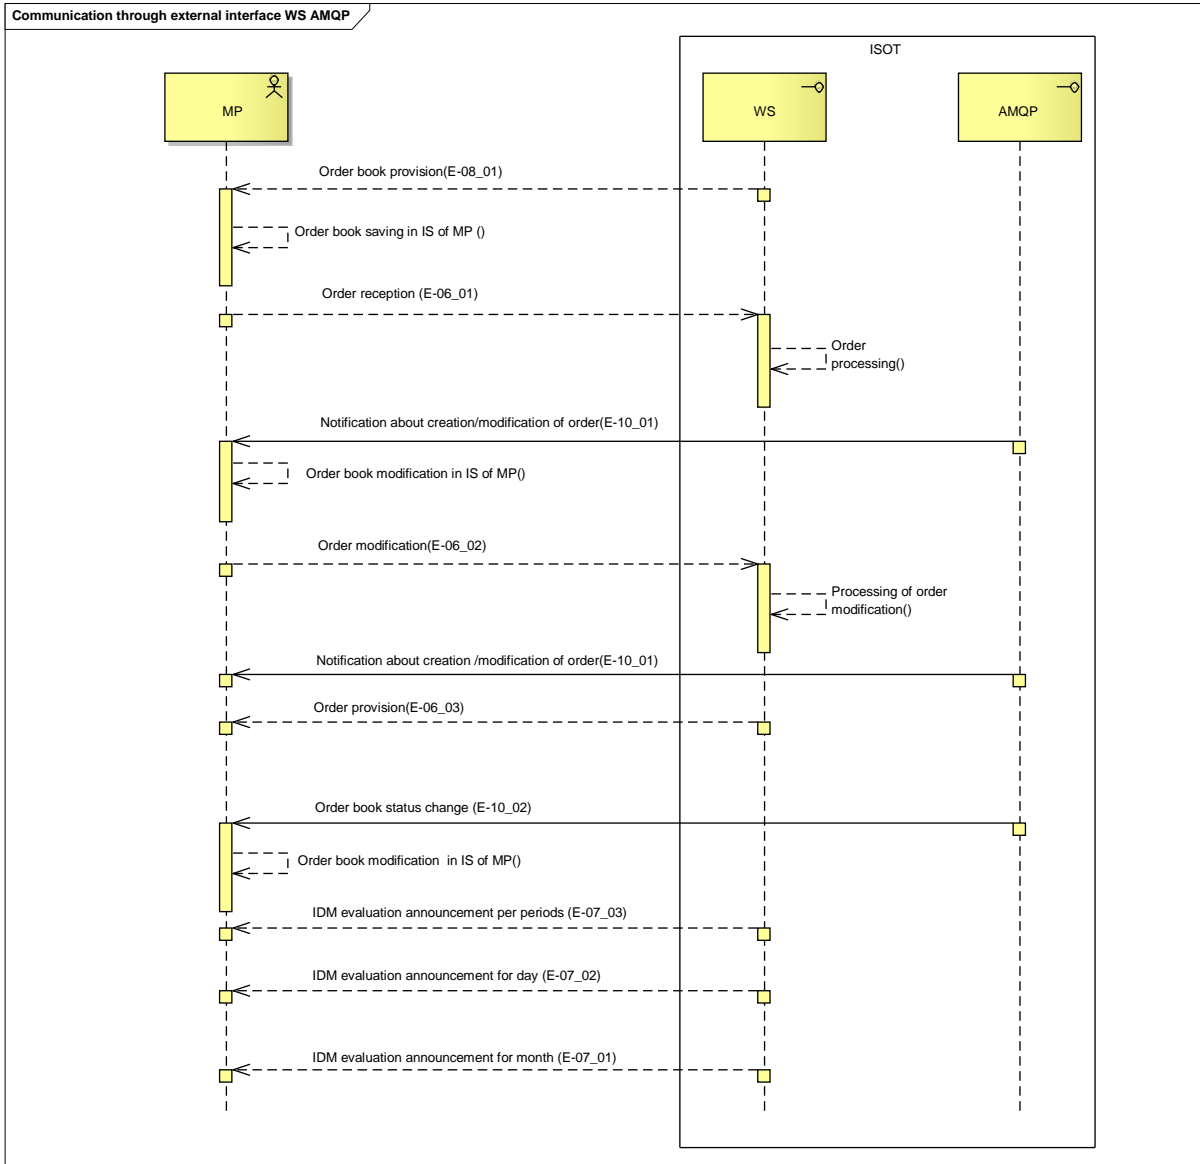 Communication through external interface WS AMQP
ISOT
MP
WS
AMQP
Order book provision(E-08_01)
Order book saving in IS of MP ()
Order reception (E-06_01)
Order
processing()
Notification about creation/modification of order(E-10_01)
Order book modification in IS of MP()
Order modification(E-06_02)
Processing of order
modification()
Notification about creation /modification of order(E-10_01)
Order provision(E-06_03)
Order book status change (E-10_02)
Order book modification  in IS of MP()
IDM evaluation announcement per periods (E-07_03)
IDM evaluation announcement for day (E-07_02)
IDM evaluation announcement for month (E-07_01)